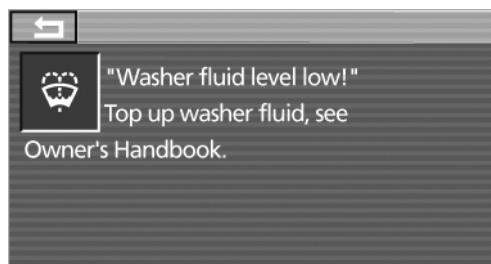 "Washer fluid level low!"
Top up washer fluid, see
Owner's Handbook.